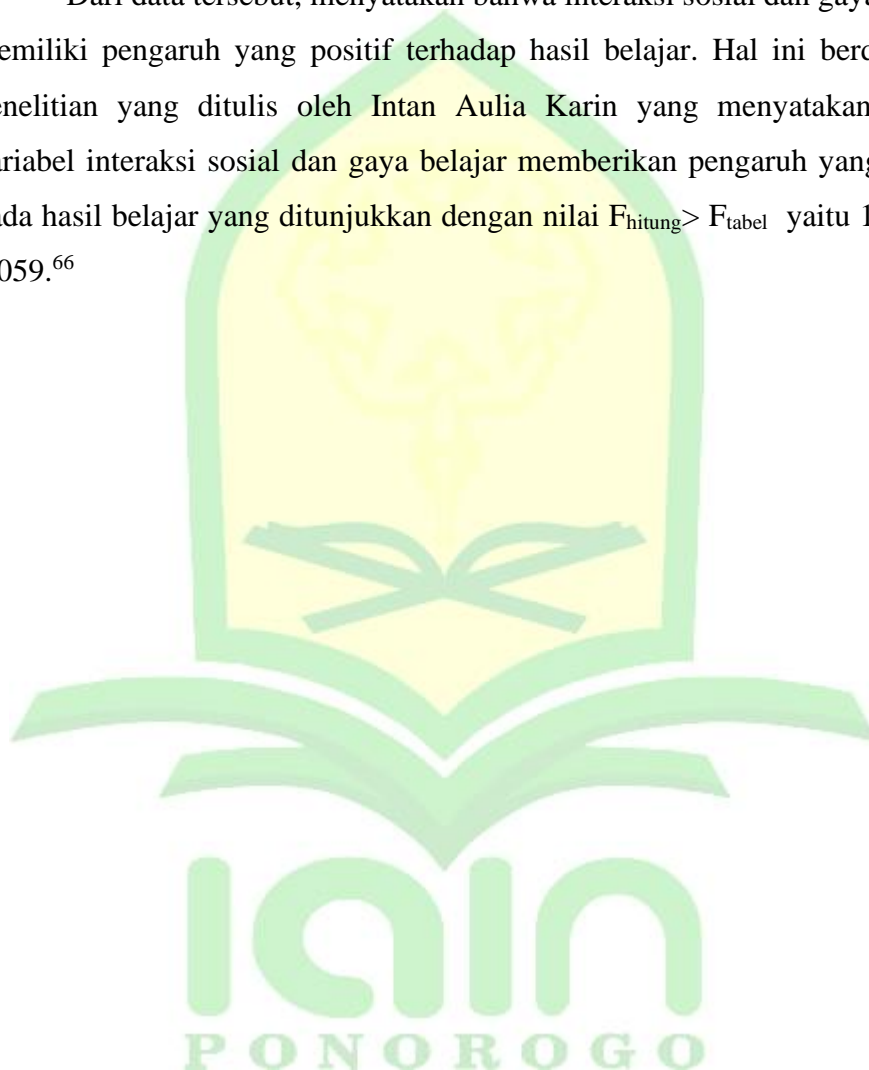 Dari data tersebut, menyatakan bahwa interaksi sosial dan gaya
emiliki pengaruh yang positif terhadap hasil belajar. Hal ini berd
enelitian yang ditulis oleh Intan Aulia Karin yang menyatakan
ariabel interaksi sosial dan gaya belajar memberikan pengaruh yang
ada hasil belajar yang ditunjukkan dengan nilai Fhitung> Ftabel yaitu 1
059.66
IAIN
PONOROGO